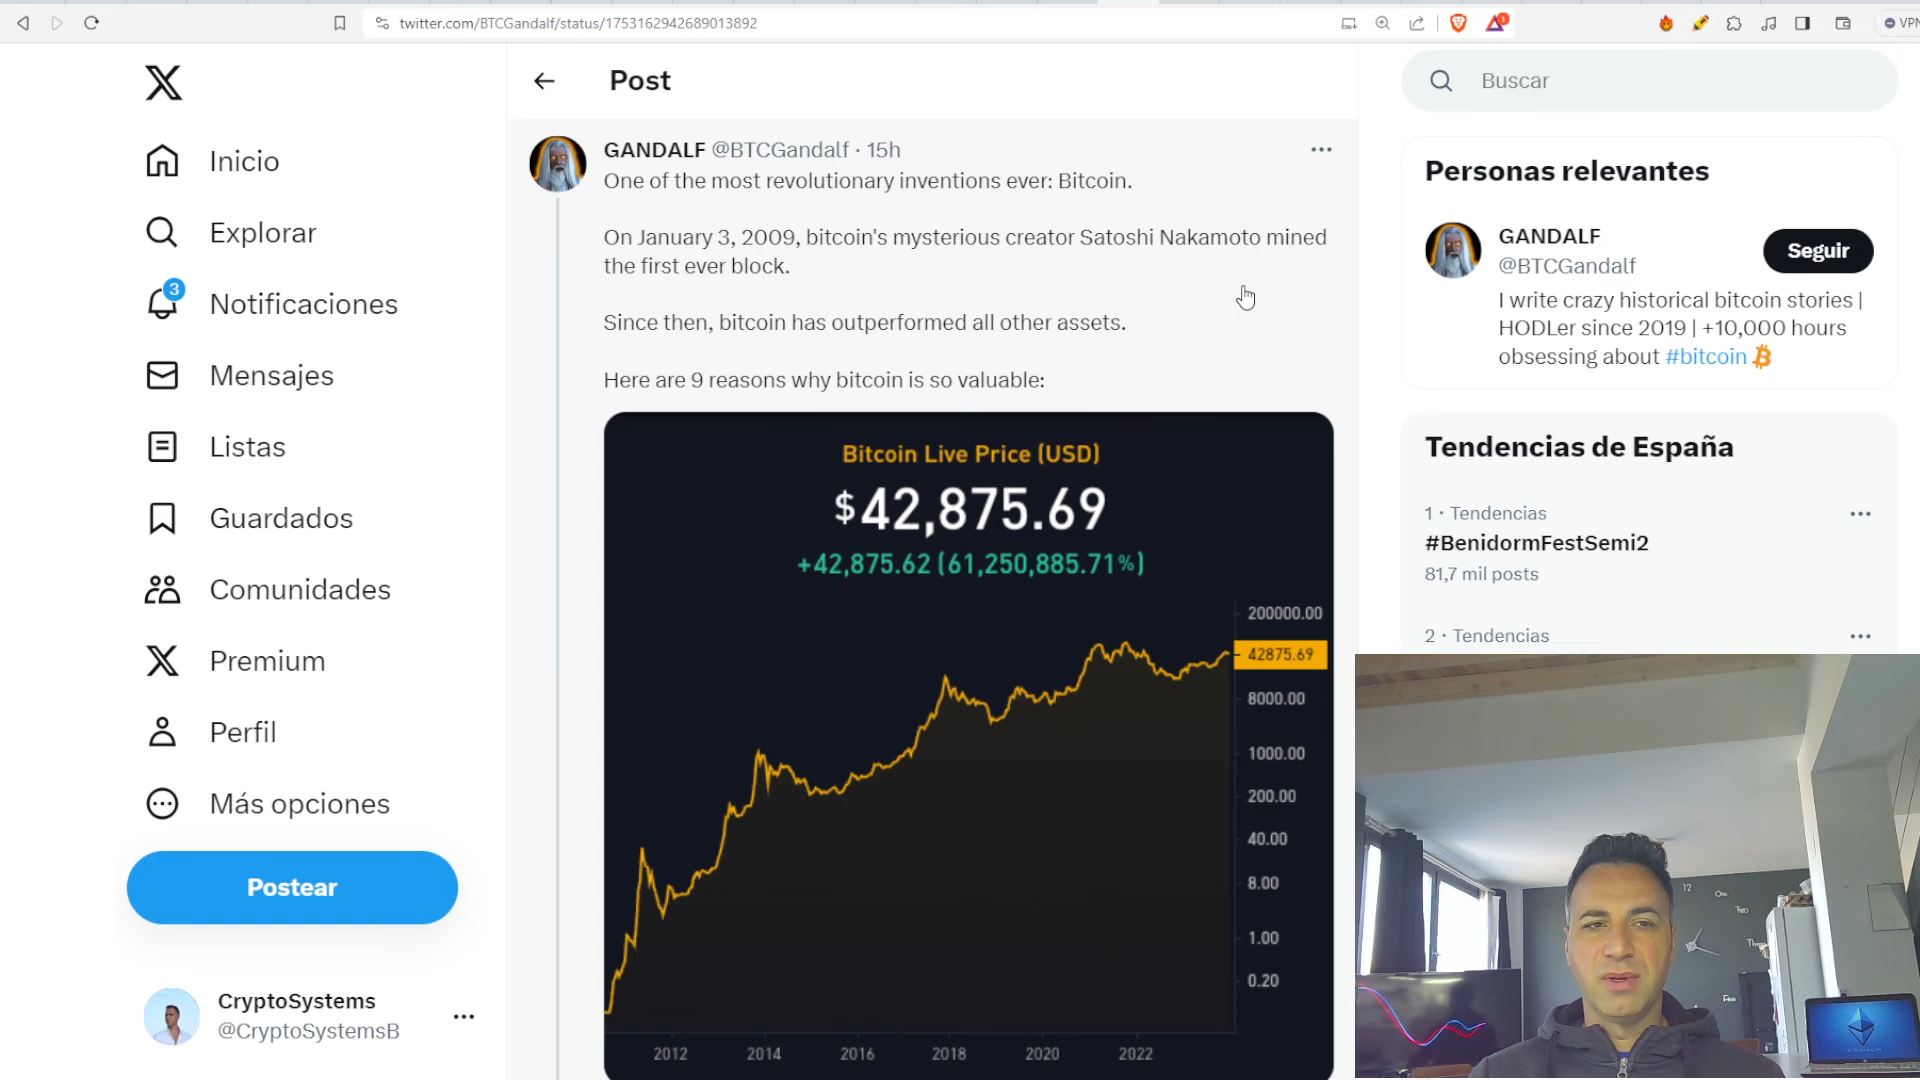 twitter.com/BTCGandalf/status/1753162942689013892
1
VPN
Inicio
Explorar
3
Notificaciones
Mensajes
Listas
Guardados
Comunidades
Premium
Perfil
Más opciones
Postear
CryptoSystems
@CryptoSystemsB
Post
GANDALF @BTCGandalf · 15h
One of the most revolutionary inventions ever: Bitcoin.
On January 3, 2009, bitcoin's mysterious creator Satoshi Nakamoto mined
the first ever block.
Since then, bitcoin has outperformed all other assets.
Here are 9 reasons why bitcoin is so valuable:
Bitcoin Live Price (USD)
$42,875.69
+42,875.62 (61,250,885.71%)
200000.00
42875.69
8000.00
1000.00
200.00
40.00
8.00
1.00
0.20
2012 2014 2016 2018 2020 2022
Buscar
Personas relevantes
GANDALF
@BTCGandalf
Seguir
I write crazy historical bitcoin stories |
HODLer since 2019 | +10,000 hours
obsessing about #bitcoin
Tendencias de España
1 · Tendencias
#BenidormFestSemi2
81,7 mil posts
2 · Tendencias
12
One
Two
ethereum